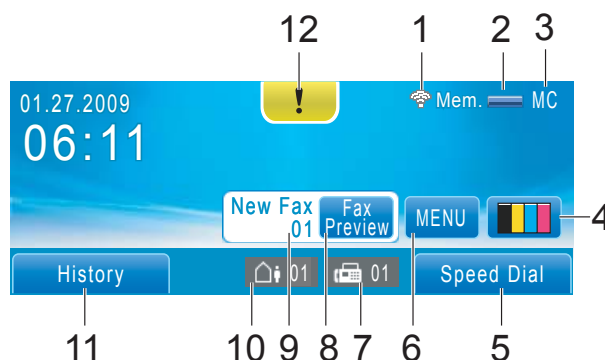 12 1 2 3
01.27.2009 ! Mem. MC
06:11
New Fax Fax
01 Preview MENU 4
History 01 01 Speed Dial
11 10 9 8 7 6 5